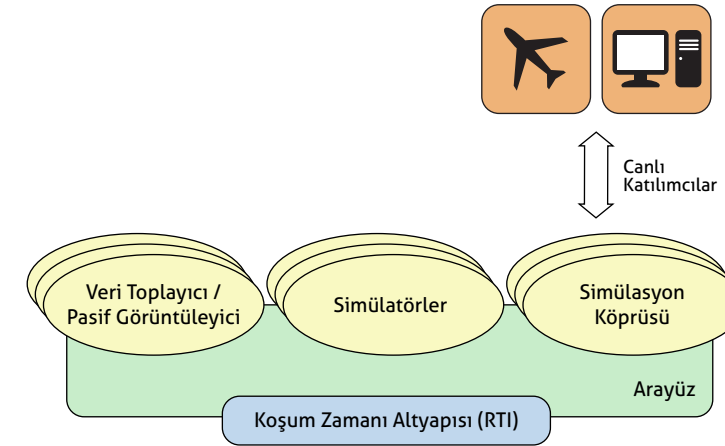 Canlı
Katılımcılar
Veri Toplayıcı /
Pasif Görüntüleyici
Simülatörler
Simülasyon
Köprüsü
Arayüz
Koşum Zamanı Altyapısı (RTI)